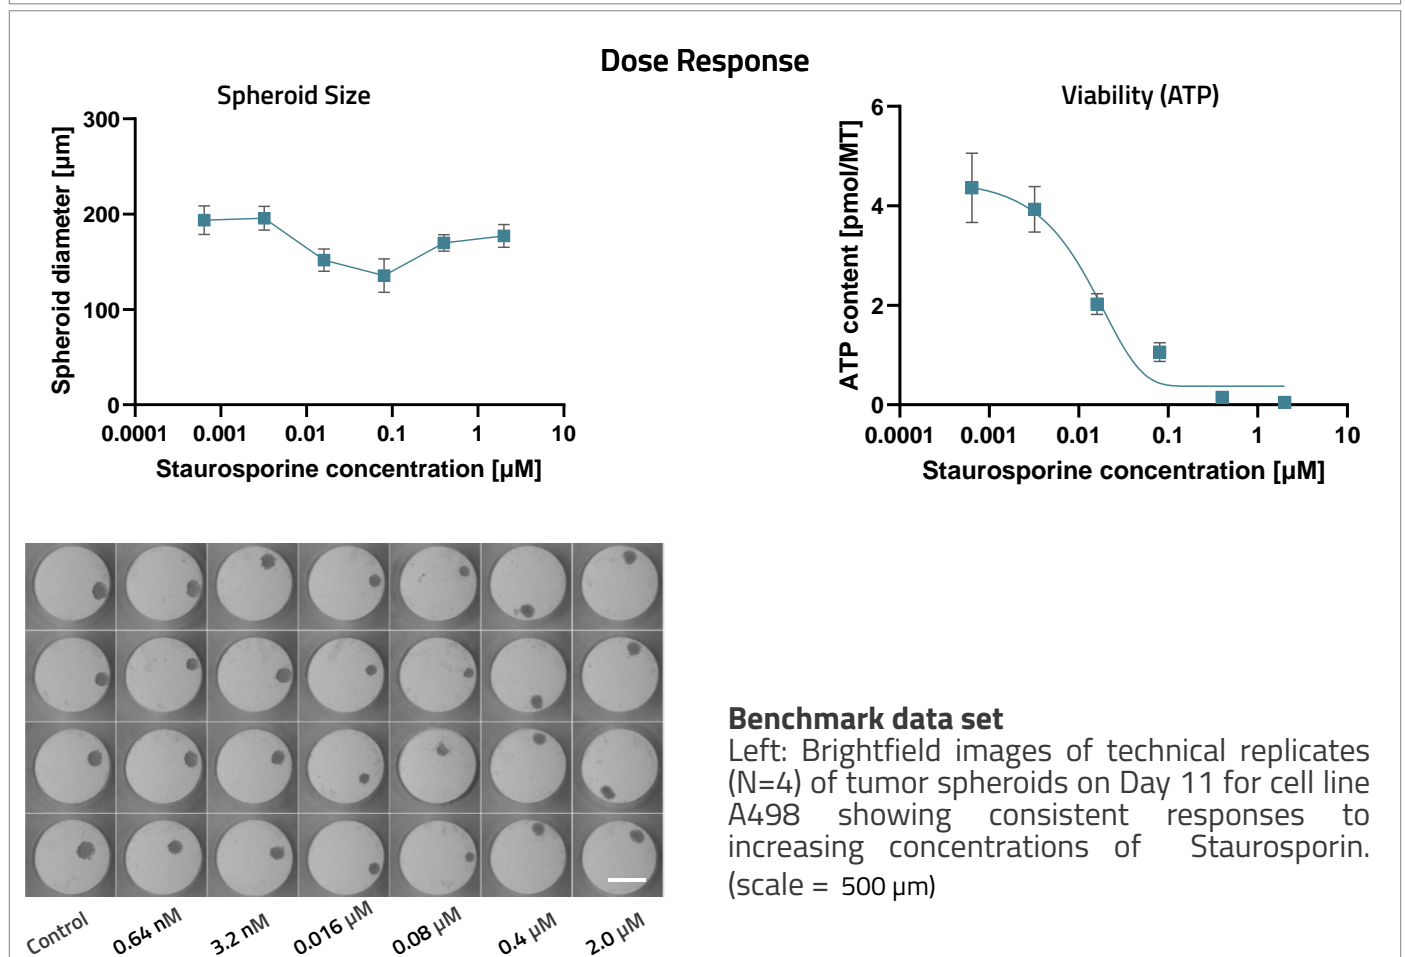 Dose Response
Spheroid Size
300
200
100
0
Spheroid diameter [µm]
0.0001 0.001 0.01 0.1 1 10
Staurosporine concentration [µM]
Viability (ATP)
6
4
2
0
ATP content [pmol/MT]
0.0001 0.001 0.01 0.1 1 10
Staurosporine concentration [µM]
Control 0.64 nM 3.2 nM 0.016 µM 0.08 µM 0.4 µM 2.0 µM
Benchmark data set
Left: Brightfield images of technical replicates
(N=4) of tumor spheroids on Day 11 for cell line
A498 showing consistent responses to
increasing concentrations of Staurosporin.
(scale = 500 µm)